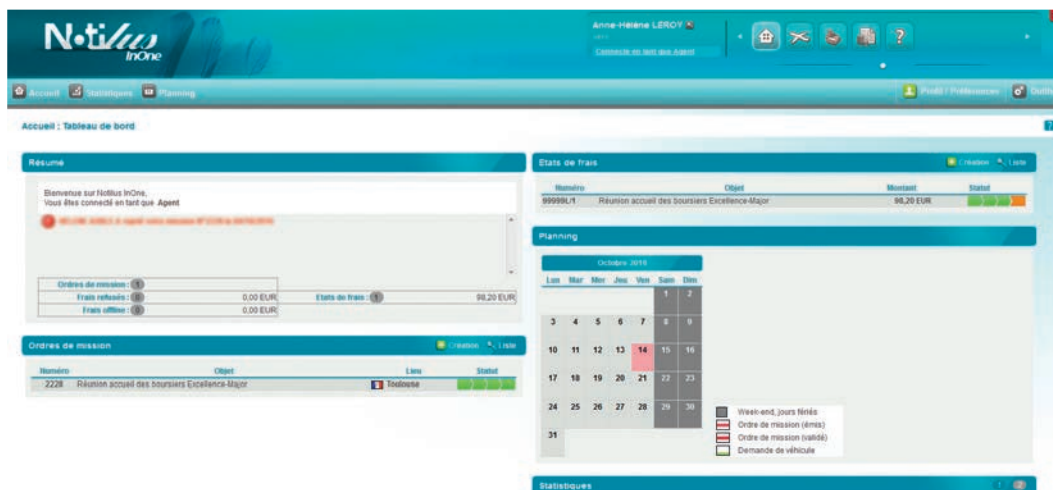 Notilus
InOne
Anne-Hélène LEROY
Connecté en tant que Agent
?
Accueil Statistiques Planning
Profil / Préférences Outils
Accueil : Tableau de bord
?
Résumé
Bienvenue sur Notilus InOne,
Vous êtes connecté en tant que Agent
Ordres de mission : 1
Frais refusés : 0 0,00 EUR Etats de frais : 1 98,20 EUR
Frais offline : 0 0,00 EUR
Ordres de mission Création Liste
Numéro Objet Lieu Statut
2228 Réunion accueil des boursiers Excellence-Major Toulouse
Etats de frais Création Liste
Numéro Objet Montant Statut
99999L/1 Réunion accueil des boursiers Excellence-Major 98,20 EUR
Planning
Octobre 2016
Lun Mar Mer Jeu Ven Sam Dim
1 2
3 4 5 6 7 8 9
10 11 12 13 14 15 16
17 18 19 20 21 22 23
24 25 26 27 28 29 30
31
Week-end, jours fériés
Ordre de mission (émis)
Ordre de mission (validé)
Demande de véhicule
Statistiques 1 2